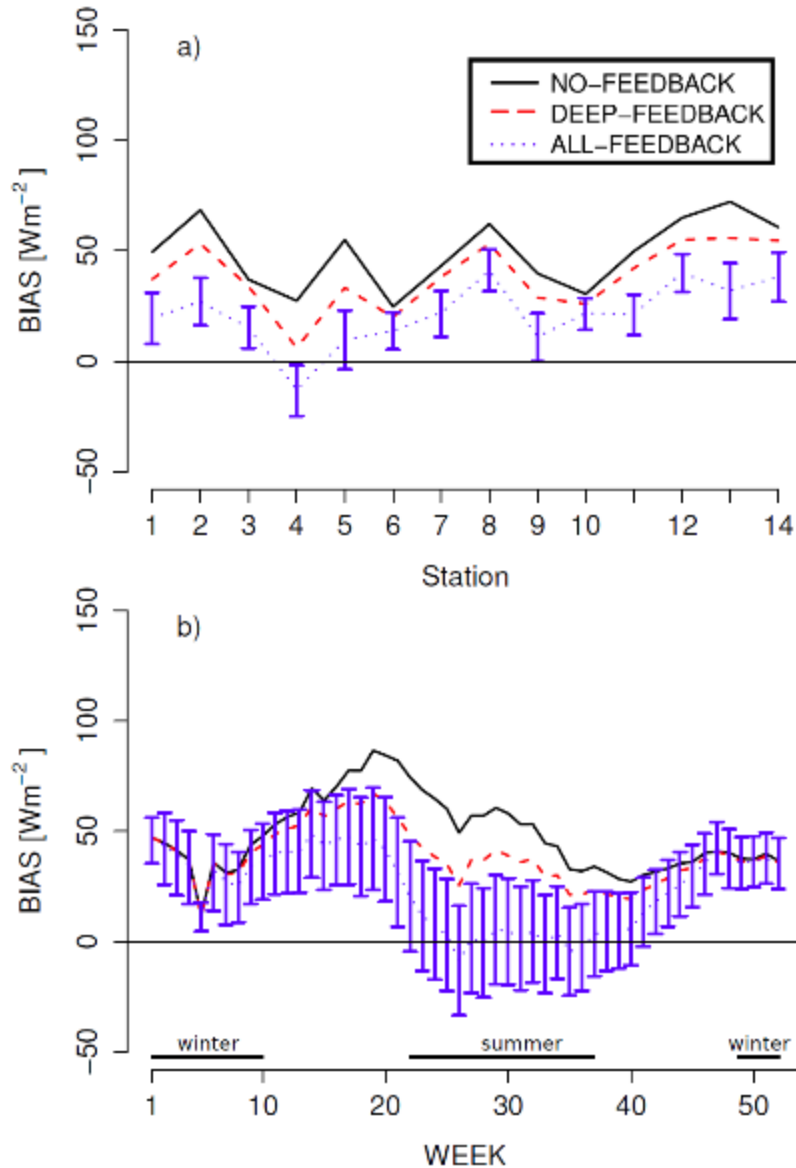 a)
NO-FEEDBACK
DEEP-FEEDBACK
ALL-FEEDBACK
150
100
50
0
-50
BIAS [Wm⁻²]
1 2 3 4 5 6 7 8 9 10 12 14
Station
b)
150
100
50
0
-50
BIAS [Wm⁻²]
winter summer winter
1 10 20 30 40 50
WEEK